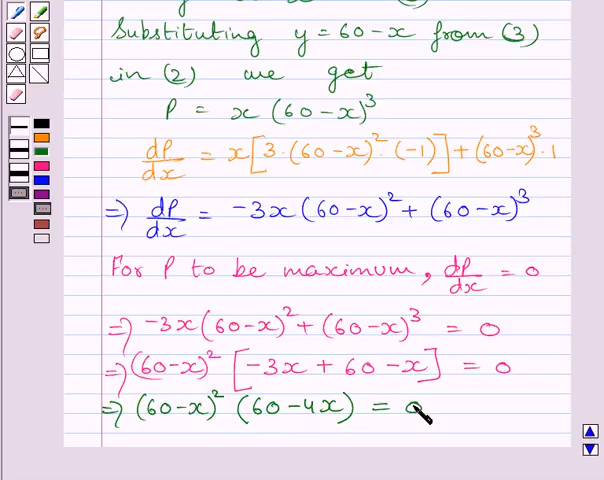 Substituting y = 60 - x from (3)
in (2) we get
P = x (60-x)^3
dP/dx = x[3·(60-x)^2·(-1)] + (60-x)^3·1
=> dP/dx = -3x(60-x)^2 + (60-x)^3
For P to be maximum, dP/dx = 0
=> -3x(60-x)^2 + (60-x)^3 = 0
=> (60-x)^2 [-3x + 60 - x] = 0
=> (60-x)^2 (60-4x) = 0